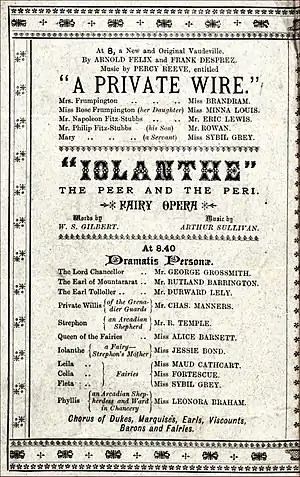 At 8, a New and Original Vaudeville.
By ARNOLD FELIX and FRANK DESPREZ.
Music by PERCY REEVE, entitled
"A PRIVATE WIRE."
Mrs. Frumpington .. .. .. Miss BRANDRAM.
Miss Rose Frumpington (her Daughter) Miss MINNA LOUIS.
Mr. Napoleon Fitz-Stubbs .. .. Mr. ERIC LEWIS.
Mr. Philip Fitz-Stubbs (his Son) Mr. ROWAN.
Mary .. .. (a Servant) Miss SYBIL GREY.
"IOLANTHE"
THE PEER AND THE PERI.
FAIRY OPERA
Words by Music by
W. S. GILBERT. ARTHUR SULLIVAN.
At 8.40
Dramatis Personæ.
The Lord Chancellor .. Mr. GEORGE GROSSMITH.
The Earl of Mountararat .. Mr. RUTLAND BARRINGTON.
The Earl Tolloller .. Mr. DURWARD LELY.
Private Willis {of the Grena-
dier Guards} Mr. CHAS. MANNERS.
Strephon {an Arcadian
Shepherd} Mr. R. TEMPLE.
Queen of the Fairies .. Miss ALICE BARNETT.
Iolanthe {a Fairy—
Strephon's Mother} Miss JESSIE BOND.
Leila .. Miss MAUD CATHCART.
Celia Fairies Miss FORTESCUE.
Fleta .. Miss SYBIL GREY.
Phyllis {an Arcadian Shep-
herdess and Ward
in Chancery} Miss LEONORA BRAHAM.
Chorus of Dukes, Marquises, Earls, Viscounts,
Barons and Fairies.